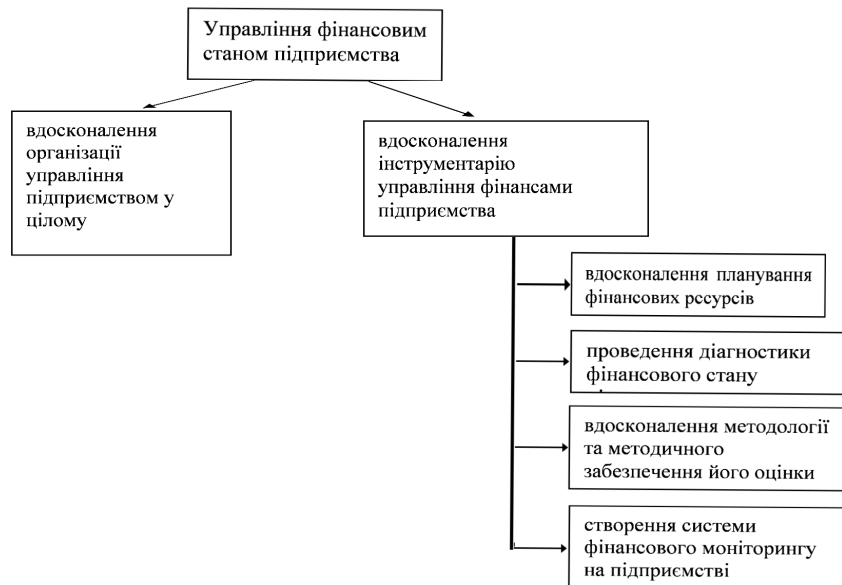 Управління фінансовим
станом підприємства
вдосконалення
організації
управління
підприємством у
цілому
вдосконалення
інструментарію
управління фінансами
підприємства
вдосконалення планування
фінансових рссурсів
проведення діагностики
фінансового стану
вдосконалення методології
та методичного
забезпечення його оцінки
створення системи
фінансового моніторингу
на підприємстві